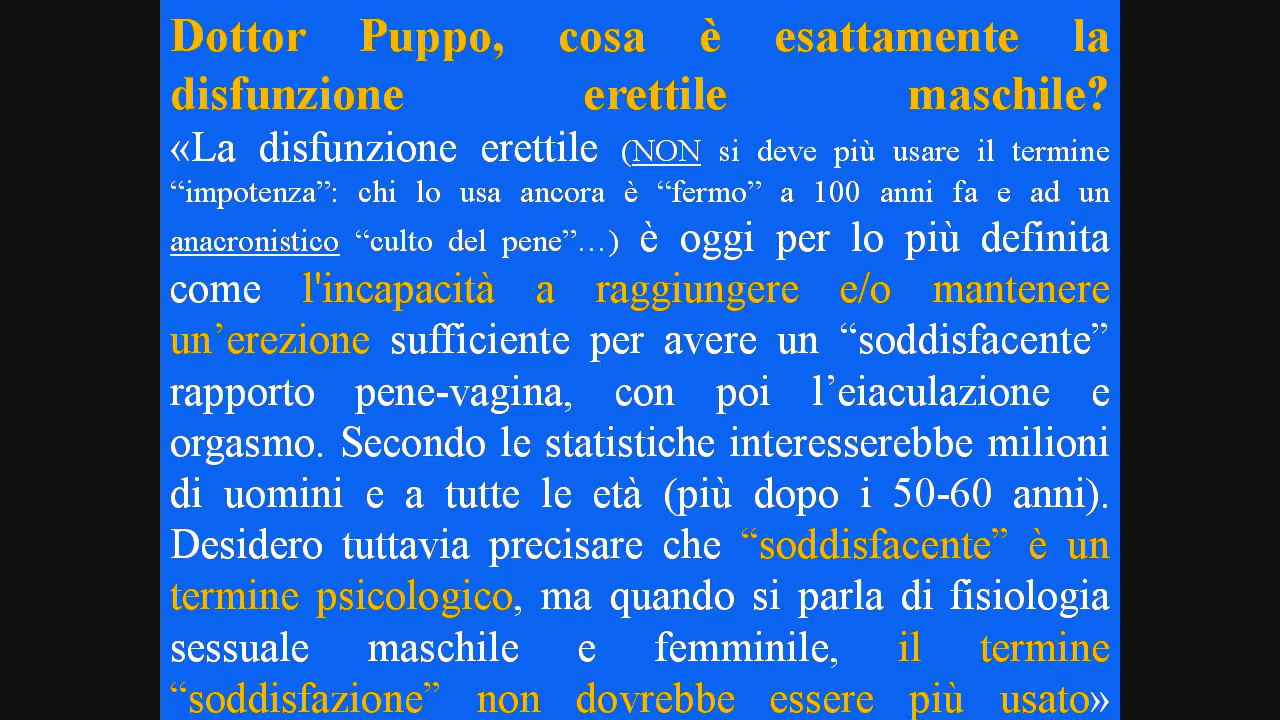 Dottor Puppo, cosa è esattamente la
disfunzione erettile maschile?
«La disfunzione erettile (NON si deve più usare il termine
“impotenza”: chi lo usa ancora è “fermo” a 100 anni fa e ad un
anacronistico “culto del pene”…) è oggi per lo più definita
come l'incapacità a raggiungere e/o mantenere
un’erezione sufficiente per avere un “soddisfacente”
rapporto pene-vagina, con poi l’eiaculazione e
orgasmo. Secondo le statistiche interesserebbe milioni
di uomini e a tutte le età (più dopo i 50-60 anni).
Desidero tuttavia precisare che “soddisfacente” è un
termine psicologico, ma quando si parla di fisiologia
sessuale maschile e femminile, il termine
“soddisfazione” non dovrebbe essere più usato»